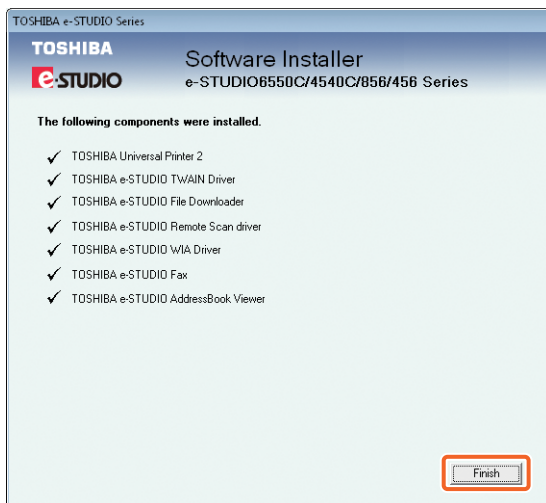 TOSHIBA e-STUDIO Series
TOSHIBA
e-STUDIO
Software Installer
e-STUDIO6550C/4540C/856/456 Series
The following components were installed.
TOSHIBA Universal Printer 2
TOSHIBA e-STUDIO TWAIN Driver
TOSHIBA e-STUDIO File Downloader
TOSHIBA e-STUDIO Remote Scan driver
TOSHIBA e-STUDIO WIA Driver
TOSHIBA e-STUDIO Fax
TOSHIBA e-STUDIO AddressBook Viewer
Finish